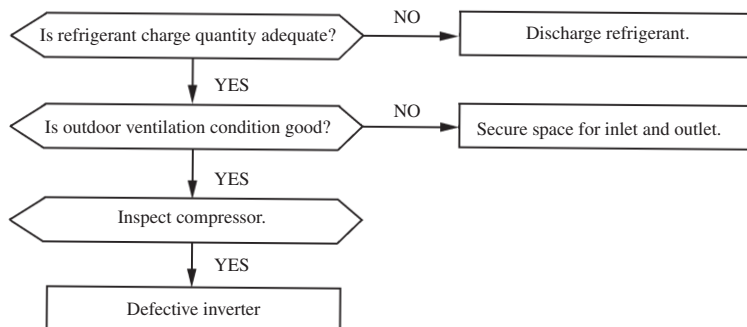 Is refrigerant charge quantity adequate?
NO
Discharge refrigerant.
YES
Is outdoor ventilation condition good?
NO
Secure space for inlet and outlet.
YES
Inspect compressor.
YES
Defective inverter